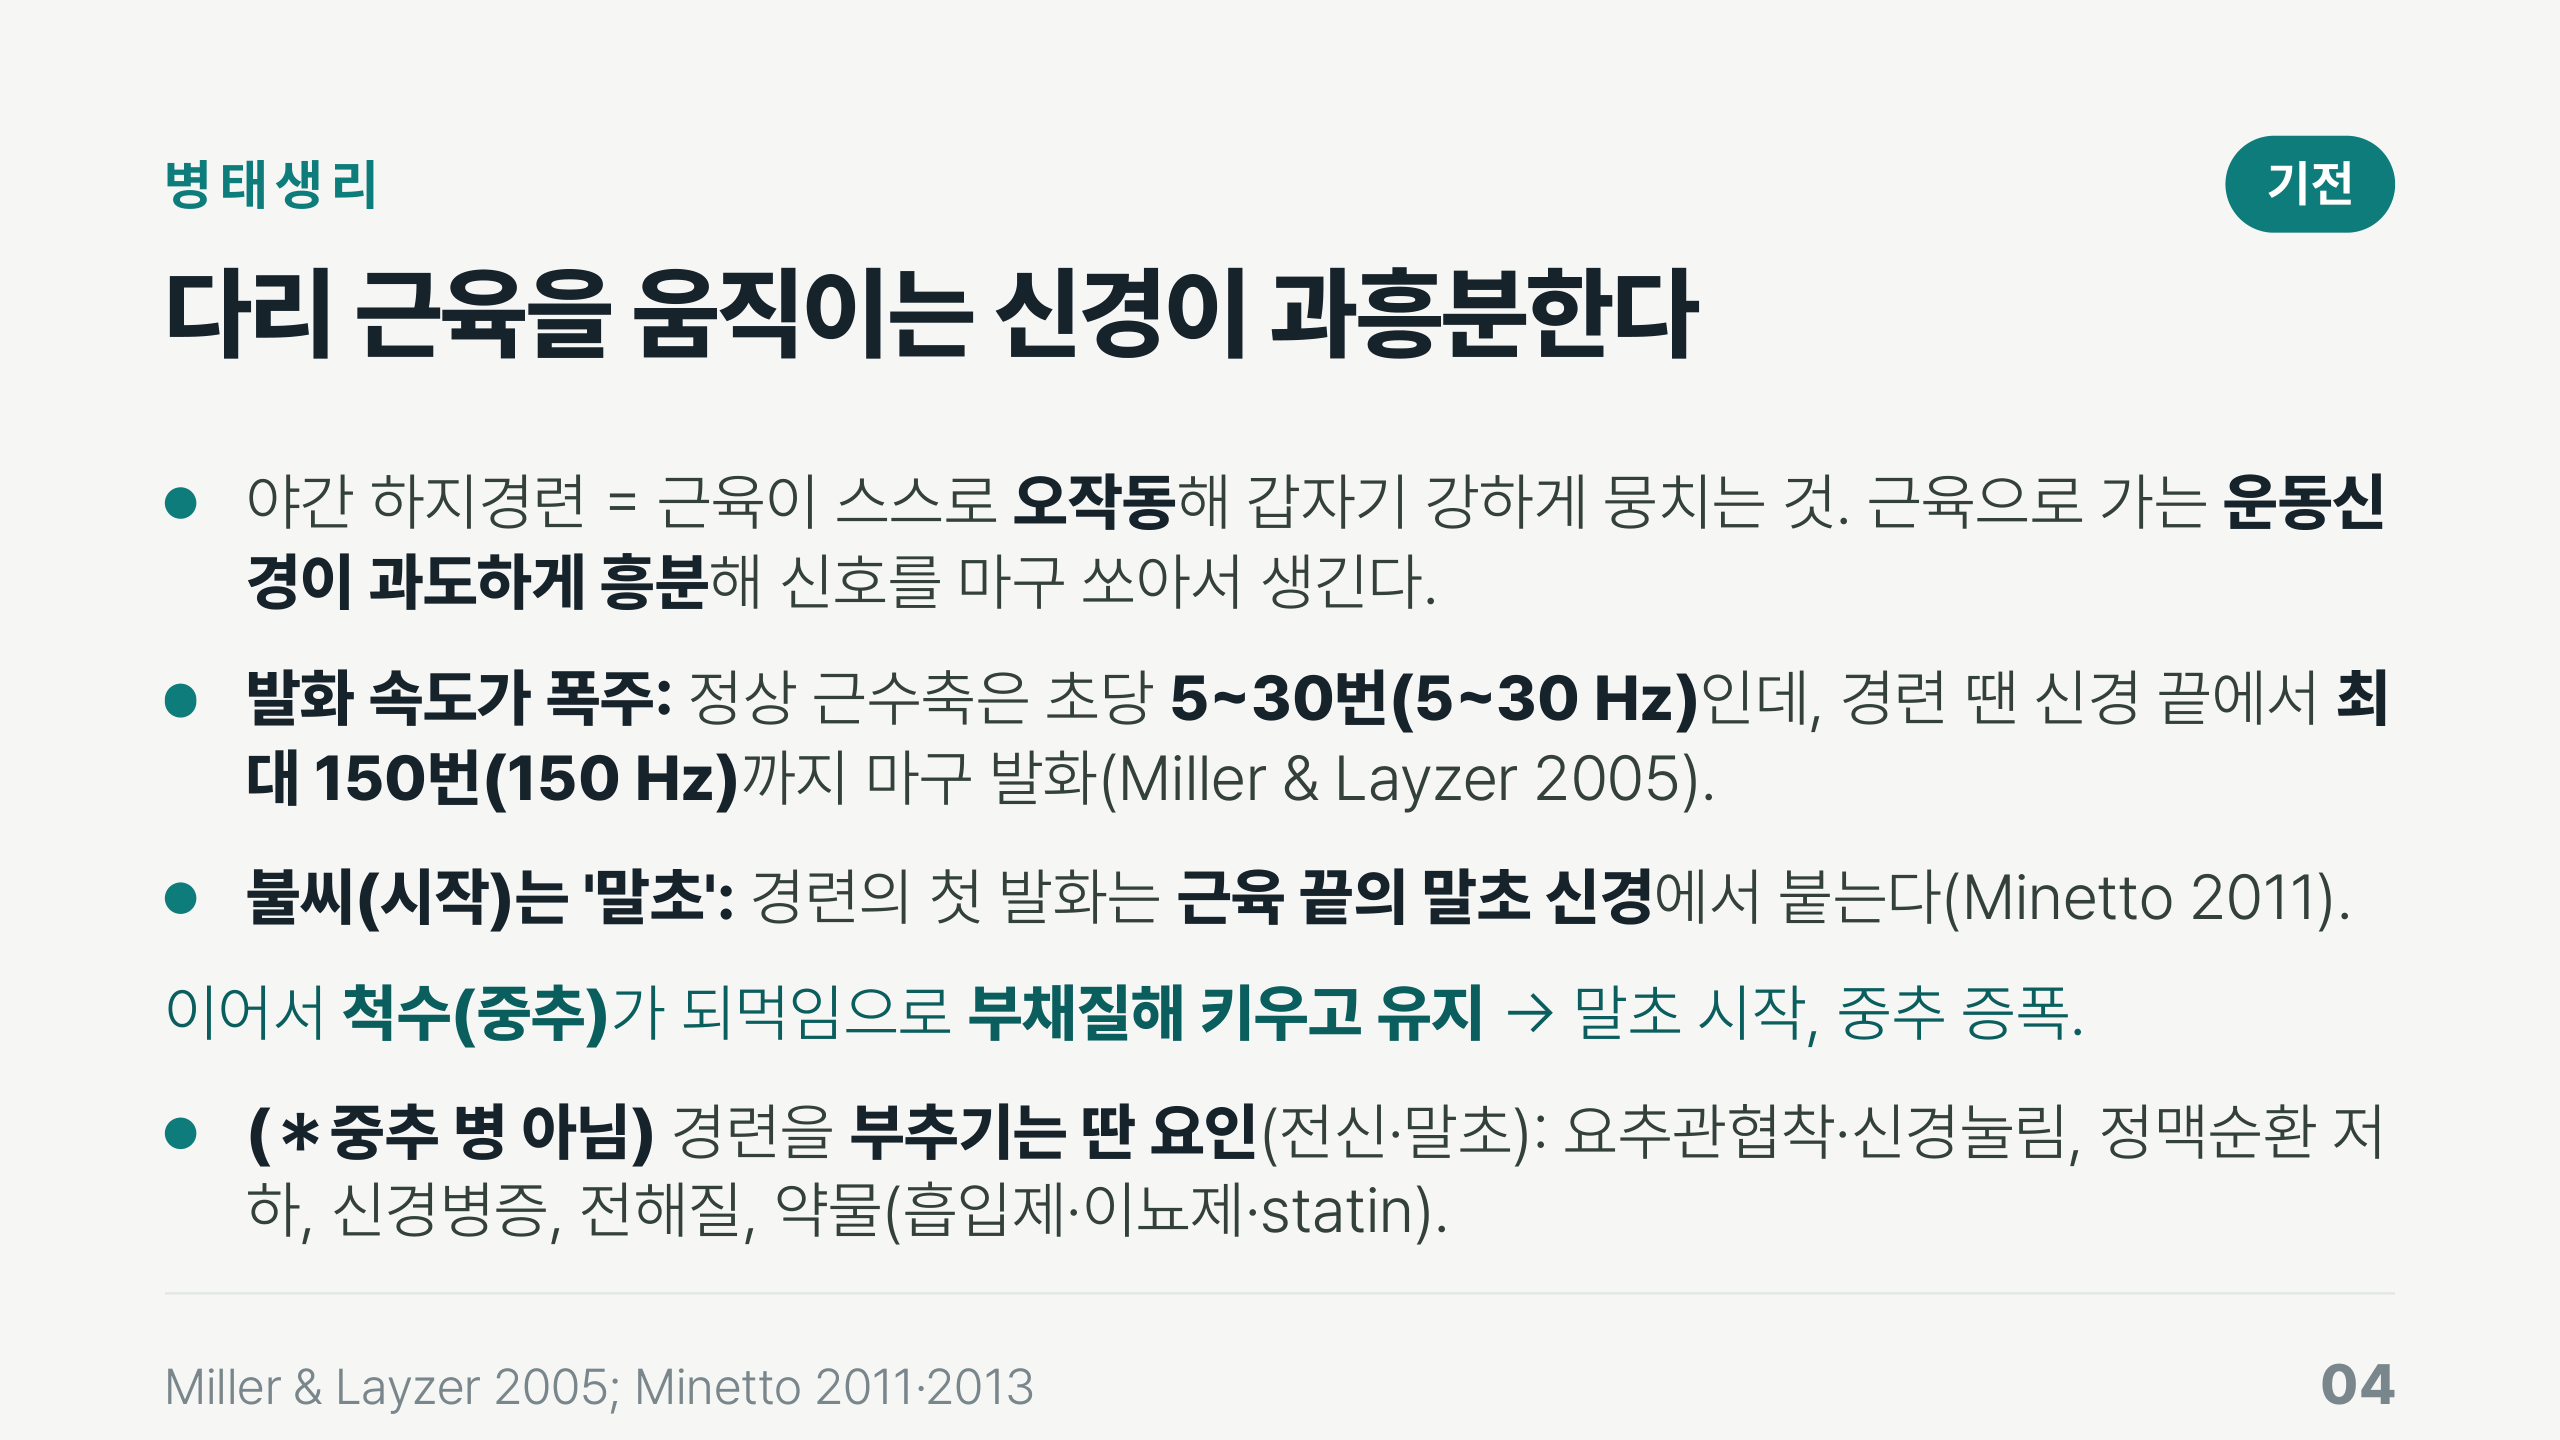 병태생리
기전
다리 근육을 움직이는 신경이 과흥분한다
야간 하지경련 = 근육이 스스로 오작동해 갑자기 강하게 뭉치는 것. 근육으로 가는 운동신
경이 과도하게 흥분해 신호를 마구 쏘아서 생긴다.
발화 속도가 폭주: 정상 근수축은 초당 5~30번(5~30 Hz)인데, 경련 땐 신경 끝에서 최
대 150번(150 Hz)까지 마구 발화(Miller & Layzer 2005).
불씨(시작)는 '말초': 경련의 첫 발화는 근육 끝의 말초 신경에서 붙는다(Minetto 2011).
이어서 척수(중추)가 되먹임으로 부채질해 키우고 유지 → 말초 시작, 중추 증폭.
(*중추 병 아님) 경련을 부추기는 딴 요인(전신·말초): 요추관협착·신경눌림, 정맥순환 저
하, 신경병증, 전해질, 약물(흡입제·이뇨제·statin).
Miller & Layzer 2005; Minetto 2011·2013
04